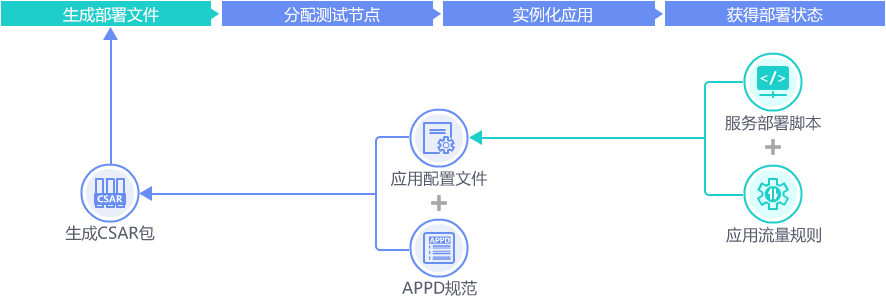 生成部署文件
分配测试节点
实例化应用
获得部署状态
</>
服务部署脚本
+
应用配置文件
+
CSAR
生成CSAR包
应用流量规则
APPD
APPD规范